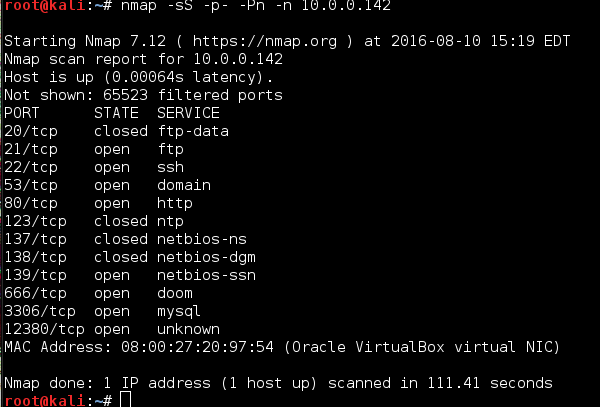 root@kali:~# nmap -sS -p- -Pn -n 10.0.0.142
Starting Nmap 7.12 ( https://nmap.org ) at 2016-08-10 15:19 EDT
Nmap scan report for 10.0.0.142
Host is up (0.00064s latency).
Not shown: 65523 filtered ports
PORT STATE SERVICE
20/tcp closed ftp-data
21/tcp open ftp
22/tcp open ssh
53/tcp open domain
80/tcp open http
123/tcp closed ntp
137/tcp closed netbios-ns
138/tcp closed netbios-dgm
139/tcp open netbios-ssn
666/tcp open doom
3306/tcp open mysql
12380/tcp open unknown
MAC Address: 08:00:27:20:97:54 (Oracle VirtualBox virtual NIC)
Nmap done: 1 IP address (1 host up) scanned in 111.41 seconds
root@kali:~#